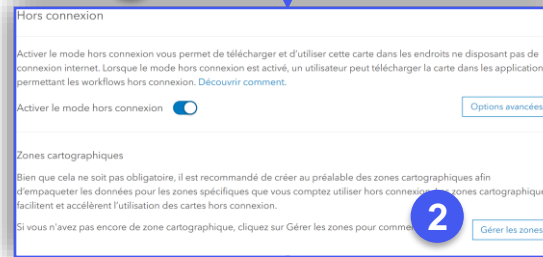 Hors connexion
Activer le mode hors connexion vous permet de télécharger et d'utiliser cette carte dans les endroits ne disposant pas de
connexion internet. Lorsque le mode hors connexion est activé, un utilisateur peut télécharger la carte dans les application
permettant les workflows hors connexion. Découvrir comment.
Activer le mode hors connexion
Options avancées
Zones cartographiques
Bien que cela ne soit pas obligatoire, il est recommandé de créer au préalable des zones cartographiques afin
d'empaqueter les données pour les zones spécifiques que vous comptez utiliser hors connexion. zones cartographique
facilitent et accélèrent l'utilisation des cartes hors connexion.
Si vous n'avez pas encore de zone cartographique, cliquez sur Gérer les zones pour comme
2
Gérer les zones